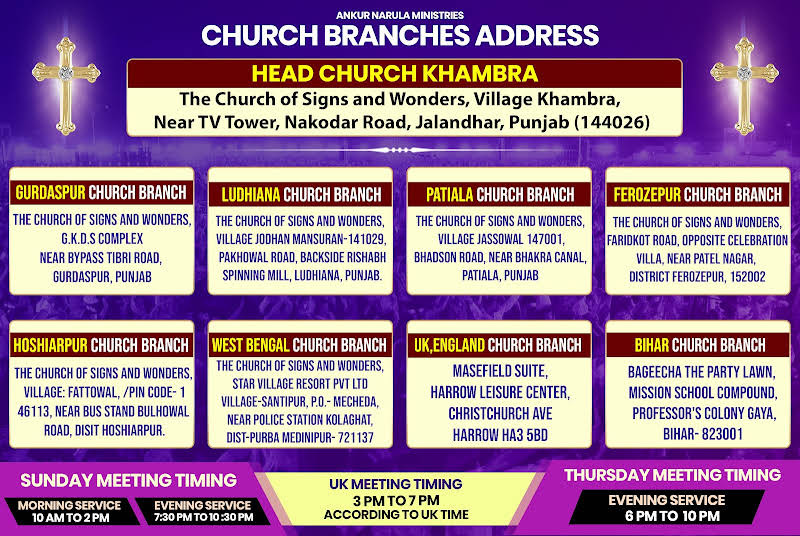 ANKUR NARULA MINISTRIES
CHURCH BRANCHES ADDRESS
HEAD CHURCH KHAMBRA
The Church of Signs and Wonders, Village Khambra,
Near TV Tower, Nakodar Road, Jalandhar, Punjab (144026)
GURDASPUR CHURCH BRANCH
THE CHURCH OF SIGNS AND WONDERS,
G.K.D.S COMPLEX
NEAR BYPASS TIBRI ROAD,
GURDASPUR, PUNJAB
LUDHIANA CHURCH BRANCH
THE CHURCH OF SIGNS AND WONDERS,
VILLAGE JODHAN MANSURAN-141029,
PAKHOWAL ROAD, BACKSIDE RISHABH
SPINNING MILL, LUDHIANA, PUNJAB.
PATIALA CHURCH BRANCH
THE CHURCH OF SIGNS AND WONDERS,
VILLAGE JASSOWAL 147001,
BHADSON ROAD, NEAR BHAKRA CANAL,
PATIALA, PUNJAB
FEROZEPUR CHURCH BRANCH
THE CHURCH OF SIGNS AND WONDERS,
FARIDKOT ROAD, OPPOSITE CELEBRATION
VILLA, NEAR PATEL NAGAR,
DISTRICT FEROZEPUR, 152002
HOSHIARPUR CHURCH BRANCH
THE CHURCH OF SIGNS AND WONDERS,
VILLAGE: FATTOWAL, /PIN CODE- 1
46113, NEAR BUS STAND BULHOWAL
ROAD, DISIT HOSHIARPUR.
WEST BENGAL CHURCH BRANCH
THE CHURCH OF SIGNS AND WONDERS,
STAR VILLAGE RESORT PVT LTD
VILLAGE-SANTIPUR, P.O.- MECHEDA,
NEAR POLICE STATION KOLAGHAT,
DIST-PURBA MEDINIPUR- 721137
UK,ENGLAND CHURCH BRANCH
MASEFIELD SUITE,
HARROW LEISURE CENTER,
CHRISTCHURCH AVE
HARROW HA3 5BD
BIHAR CHURCH BRANCH
BAGEECHA THE PARTY LAWN,
MISSION SCHOOL COMPOUND,
PROFESSOR'S COLONY GAYA,
BIHAR- 823001
SUNDAY MEETING TIMING
MORNING SERVICE
10 AM TO 2 PM
EVENING SERVICE
7:30 PM TO 10 :30 PM
UK MEETING TIMING
3 PM TO 7 PM
ACCORDING TO UK TIME
THURSDAY MEETING TIMING
EVENING SERVICE
6 PM TO 10 PM